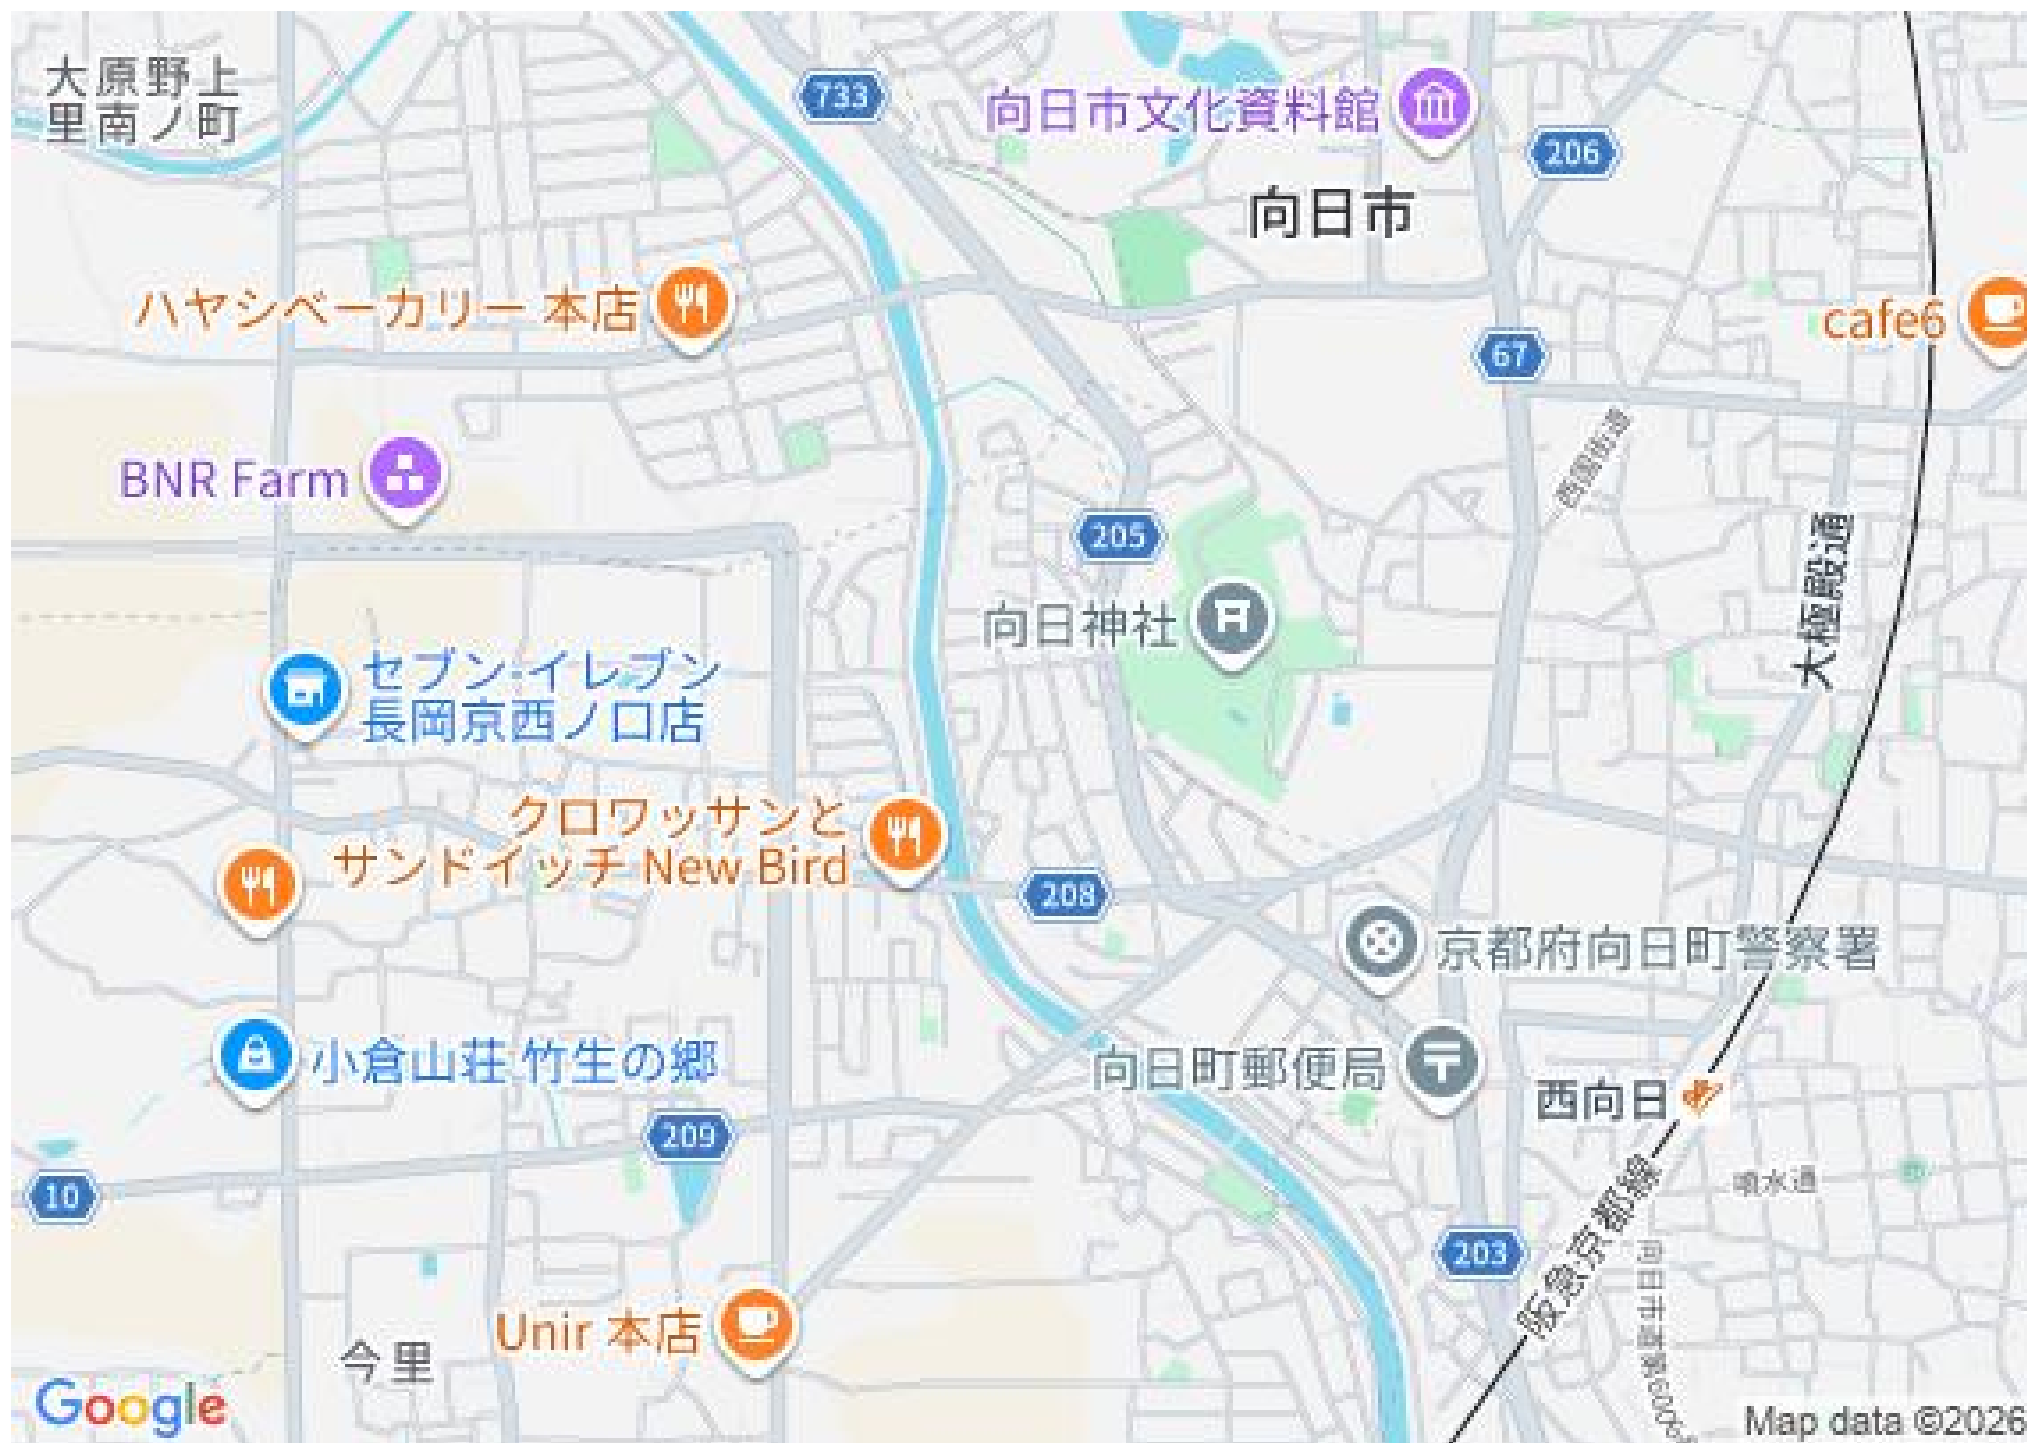 大原野上
里南ノ町
733
向日市文化資料館
206
向日市
ハヤシベーカリー 本店
cafe6
67
西国街道
BNR Farm
205
大極殿通
向日神社
セブン-イレブン
長岡京西ノ口店
クロワッサンと
サンドイッチ New Bird
208
京都府向日町警察署
小倉山荘 竹生の郷
向日町郵便局
西向日
209
噴水通
10
阪急京都線
203
Unir 本店
今里
Google
Map data ©2026